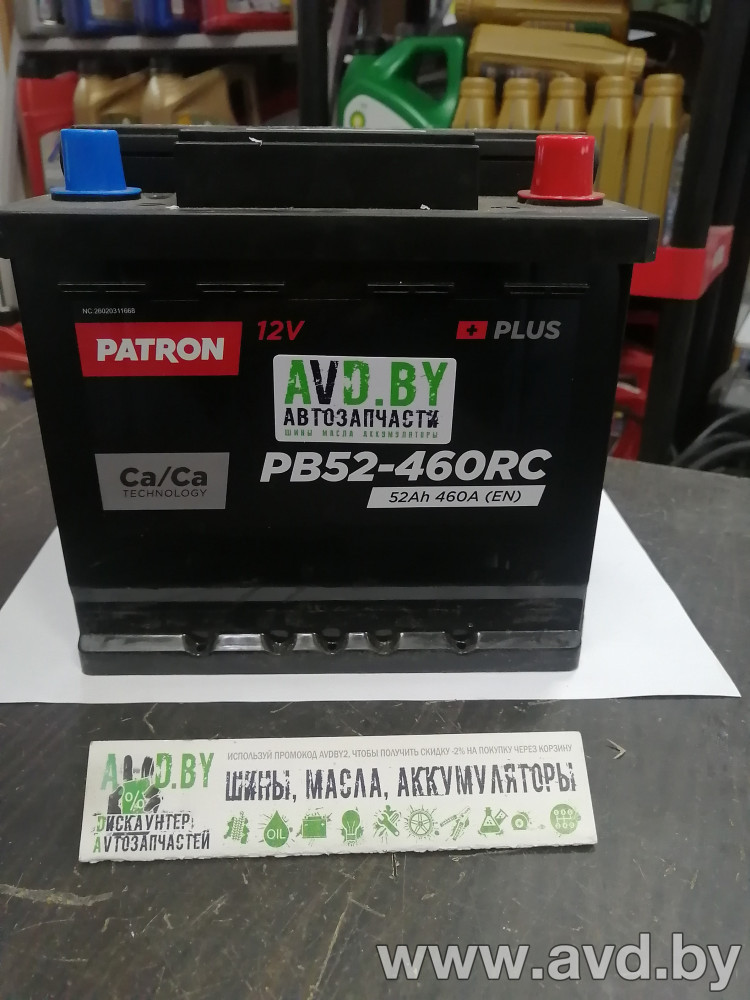 NC:26020311668
PATRON
12V
PLUS
AVD.BY
АВТОЗАПЧАСТИ
ШИНЫ МАСЛА АККУМУЛЯТОРЫ
Ca/Ca
TECHNOLOGY
PB52-460RC
52Ah 460A (EN)
ИСПОЛЬЗУЙ ПРОМОКОД AVDBY2, ЧТОБЫ ПОЛУЧИТЬ СКИДКУ -2% НА ПОКУПКУ ЧЕРЕЗ КОРЗИНУ
AVD.BY
ШИНЫ, МАСЛА, АККУМУЛЯТОРЫ
%
OIL
ДИСКАУНТЕР
АVТОЗАПЧАСТЕЙ
www.avd.by